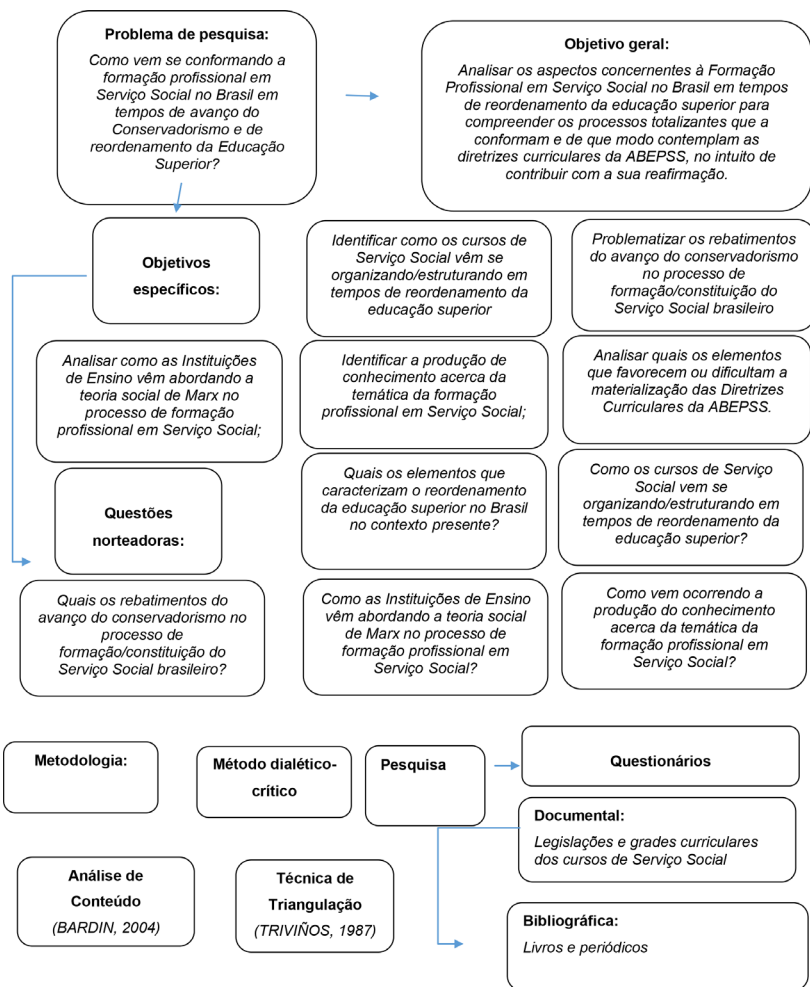 Problema de pesquisa:
Como vem se conformando a
formação profissional em
Serviço Social no Brasil em
tempos de avanço do
Conservadorismo e de
reordenamento da Educação
Superior?
Objetivo geral:
Analisar os aspectos concernentes à Formação
Profissional em Serviço Social no Brasil em tempos
de reordenamento da educação superior para
compreender os processos totalizantes que a
conformam e de que modo contemplam as
diretrizes curriculares da ABEPSS, no intuito de
contribuir com a sua reafirmação.
Objetivos
específicos:
Identificar como os cursos de
Serviço Social vêm se
organizando/estruturando em
tempos de reordenamento da
educação superior
Problematizar os rebatimentos
do avanço do conservadorismo
no processo de
formação/constituição do
Serviço Social brasileiro
Analisar como as Instituições
de Ensino vêm abordando a
teoria social de Marx no
processo de formação
profissional em Serviço Social;
Identificar a produção de
conhecimento acerca da
temática da formação
profissional em Serviço Social;
Analisar quais os elementos
que favorecem ou dificultam a
materialização das Diretrizes
Curriculares da ABEPSS.
Questões
norteadoras:
Quais os elementos que
caracterizam o reordenamento
da educação superior no Brasil
no contexto presente?
Como os cursos de Serviço
Social vem se
organizando/estruturando em
tempos de reordenamento da
educação superior?
Quais os rebatimentos do
avanço do conservadorismo no
processo de
formação/constituição do
Serviço Social brasileiro?
Como as Instituições de Ensino
vêm abordando a teoria social
de Marx no processo de
formação profissional em
Serviço Social?
Como vem ocorrendo a
produção do conhecimento
acerca da temática da
formação profissional em
Serviço Social?
Metodologia:
Método dialético-
crítico
Pesquisa
Questionários
Documental:
Legislações e grades curriculares
dos cursos de Serviço Social
Análise de
Conteúdo
(BARDIN, 2004)
Técnica de
Triangulação
(TRIVIÑOS, 1987)
Bibliográfica:
Livros e periódicos